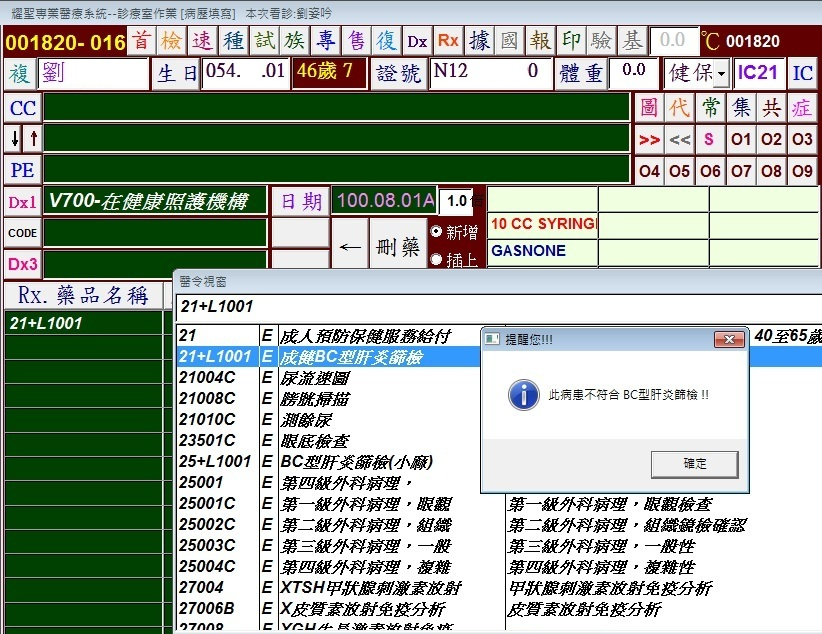 耀聖專業醫療系統--診療室作業 [病歷填寫] 本次看診:劉姿吟
001820- 016 首 檢 速 種 試 族 專 售 復 Dx Rx 據 國 報 印 驗 基 0.0 ℃ 001820
複 劉 生日 054. .01 46歲 7 證號 N12 0 體重 0.0 健保 IC21 IC
CC 圖 代 常 集 共 症
↓ ↑ >> << S O1 O2 O3
PE O4 O5 O6 O7 O8 O9
Dx1 V700-在健康照護機構 日期 100.08.01A 1.0
CODE ← 刪藥 新增 10 CC SYRING
Dx3 插上 GASNONE
Rx. 藥品名稱
21+L1001
醫令視窗
21+L1001
21 E 成人預防保健服務給付 40至65歲
21+L1001 E 成健BC型肝炎篩檢
21004C E 尿流速圖
21008C E 膀胱掃描
21010C E 測餘尿
23501C E 眼底檢查
25+L1001 E BC型肝炎篩檢(小麻)
25001 E 第四級外科病理，
25001C E 第一級外科病理，眼觀 第一級外科病理，眼觀檢查
25002C E 第二級外科病理，組織 第二級外科病理，組織鏡檢確認
25003C E 第三級外科病理，一般 第三級外科病理，一般性
25004C E 第四級外科病理，複雜 第四級外科病理，複雜性
27004 E XTSH甲狀腺刺激素放射 甲狀腺刺激素放射免疫分析
27006B E X皮質素放射免疫分析 皮質素放射免疫分析
27008 E XGH生長激素放射免疫
提醒您!!!
此病患不符合 BC型肝炎篩檢 !!
確定